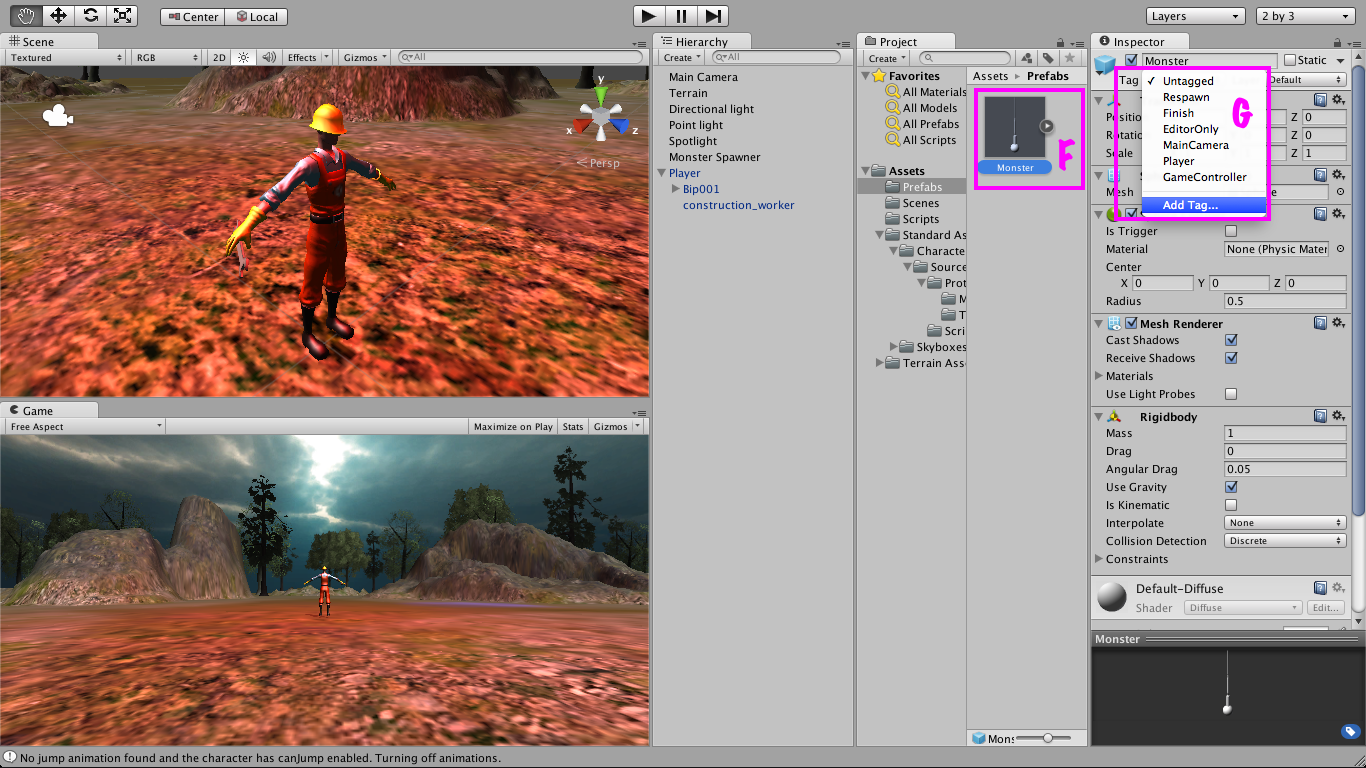 Center Local
Layers
2 by 3
Scene
Textured RGB 2D Effects Gizmos All
y
x
z
Persp
Game
Free Aspect Maximize on Play Stats Gizmos
Hierarchy
Create All
Main Camera
Terrain
Directional light
Point light
Spotlight
Monster Spawner
Player
Bip001
construction_worker
Project
Create
Favorites
All Materials
All Models
All Prefabs
All Scripts
Assets
Prefabs
Scenes
Scripts
Standard As
Characte
Source
Prot
M
T
Scri
Skyboxes
Terrain Ass
Assets Prefabs
Monster
F
Mons
Inspector
Monster Static
Tag Default
Untagged
Respawn
Finish
EditorOnly
MainCamera
Player
GameController
Add Tag...
G
Positio Z 0
Rotatio Z 0
Scale Z 1
Mesh
Is Trigger
Material None (Physic Mater
Center
X 0 Y 0 Z 0
Radius 0.5
Mesh Renderer
Cast Shadows
Receive Shadows
Materials
Use Light Probes
Rigidbody
Mass 1
Drag 0
Angular Drag 0.05
Use Gravity
Is Kinematic
Interpolate None
Collision Detection Discrete
Constraints
Default-Diffuse
Shader Diffuse Edit...
Monster
No jump animation found and the character has canJump enabled. Turning off animations.